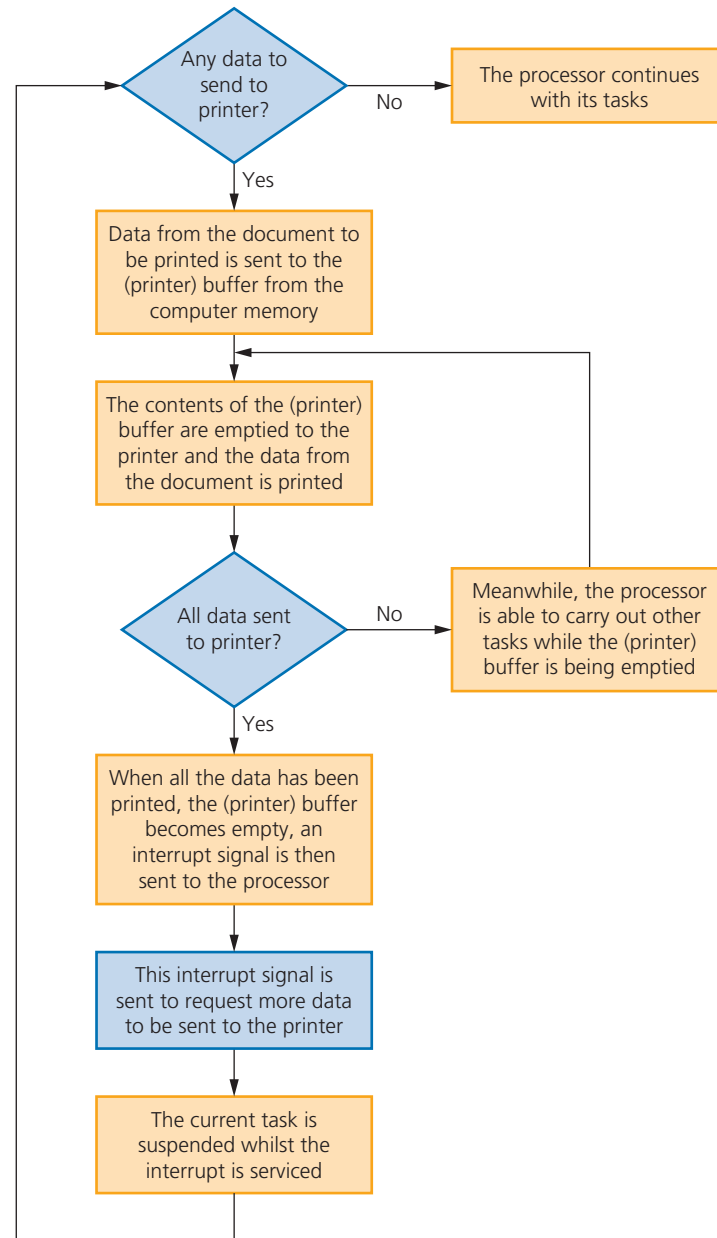 Any data to
send to
printer?
No
The processor continues
with its tasks
Yes
Data from the document to
be printed is sent to the
(printer) buffer from the
computer memory
The contents of the (printer)
buffer are emptied to the
printer and the data from
the document is printed
All data sent
to printer?
No
Meanwhile, the processor
is able to carry out other
tasks while the (printer)
buffer is being emptied
Yes
When all the data has been
printed, the (printer) buffer
becomes empty, an
interrupt signal is then
sent to the processor
This interrupt signal is
sent to request more data
to be sent to the printer
The current task is
suspended whilst the
interrupt is serviced